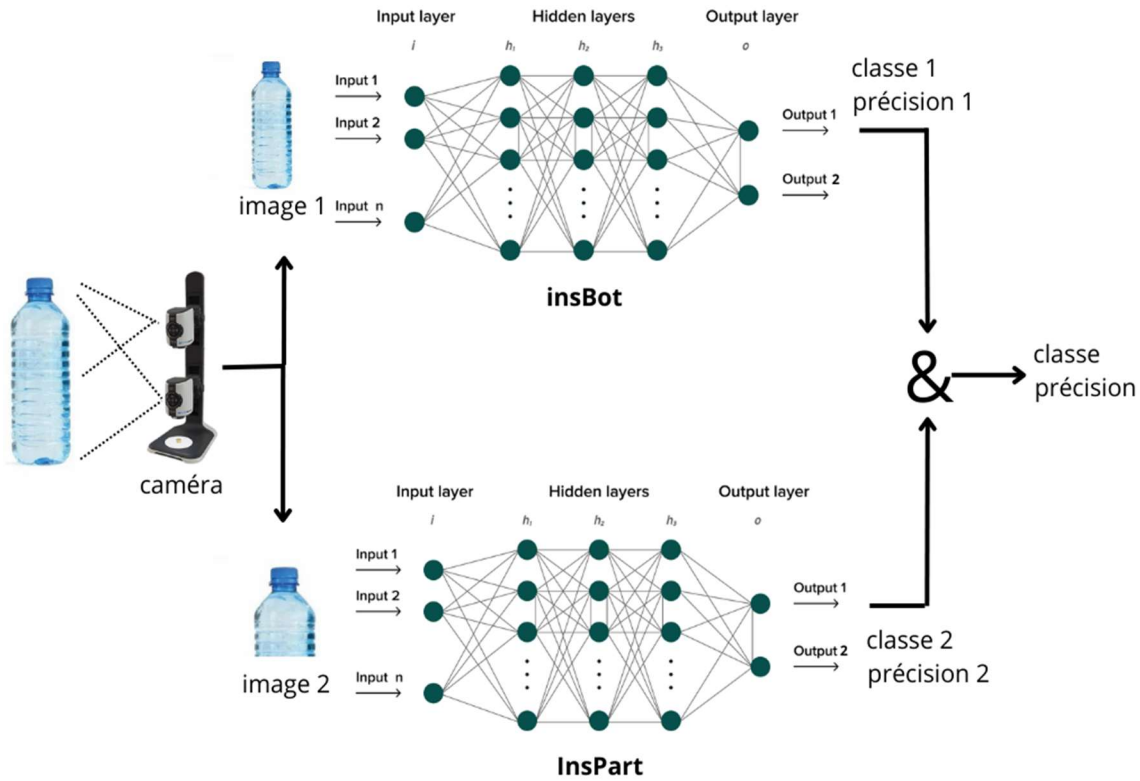 Input layer Hidden layers Output layer
i h₁ h₂ h₃ o
Input 1
Input 2
Input n
Output 1
Output 2
classe 1
précision 1
image 1
insBot
caméra
&
classe
précision
Input layer Hidden layers Output layer
i h₁ h₂ h₃ o
Input 1
Input 2
Input n
Output 1
Output 2
classe 2
précision 2
image 2
InsPart